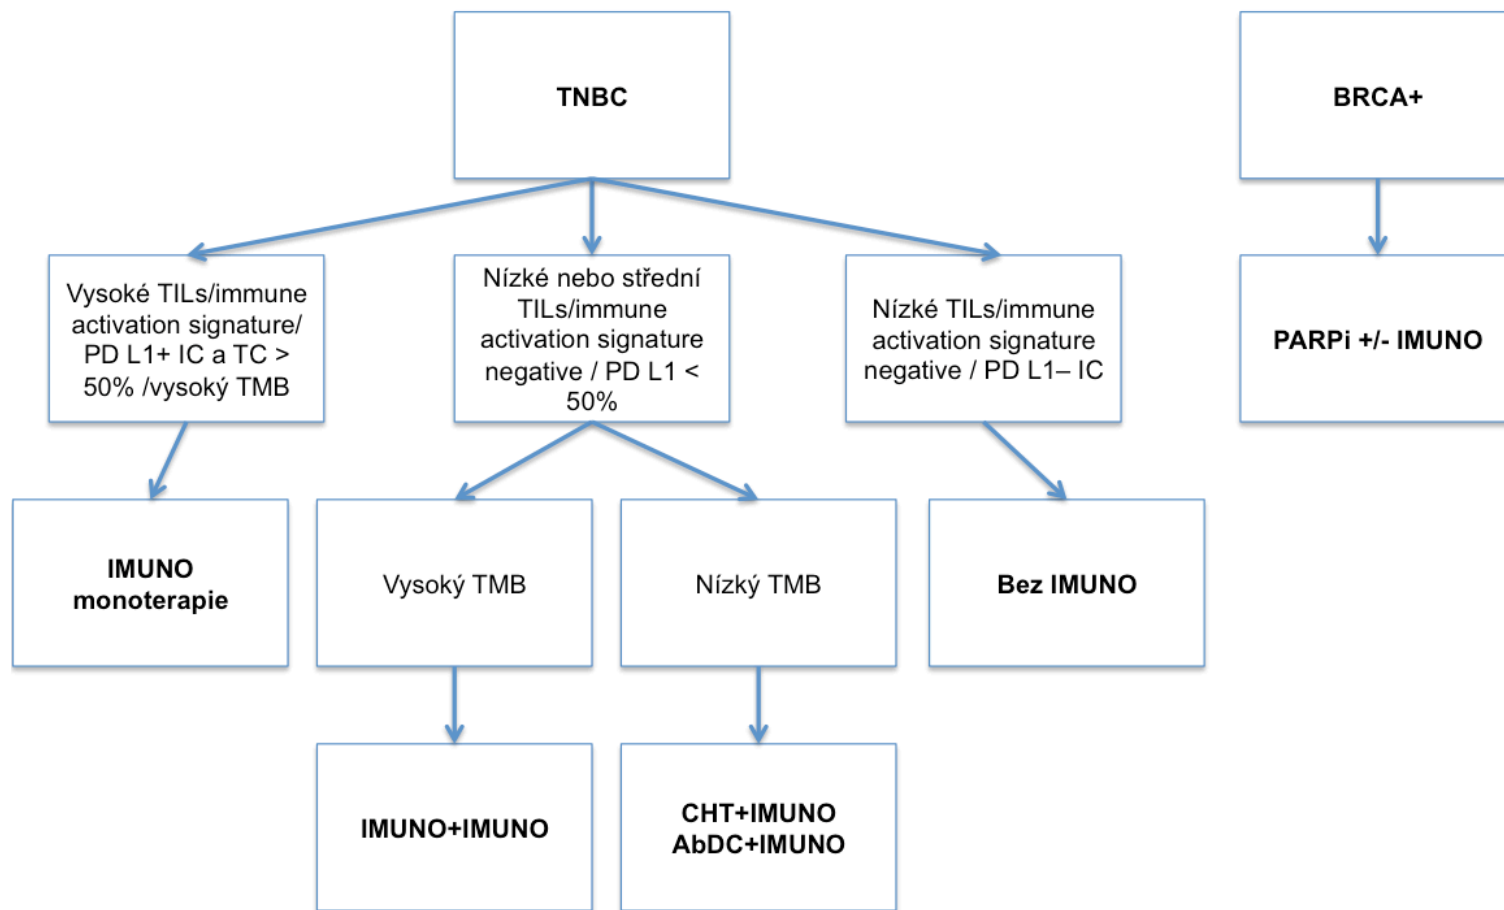 TNBC
BRCA+
Vysoké TILs/immune
activation signature/
PD L1+ IC a TC >
50% /vysoký TMB
Nízké nebo střední
TILs/immune
activation signature
negative / PD L1 <
50%
Nízké TILs/immune
activation signature
negative / PD L1– IC
PARPi +/- IMUNO
IMUNO
monoterapie
Vysoký TMB
Nízký TMB
Bez IMUNO
IMUNO+IMUNO
CHT+IMUNO
AbDC+IMUNO